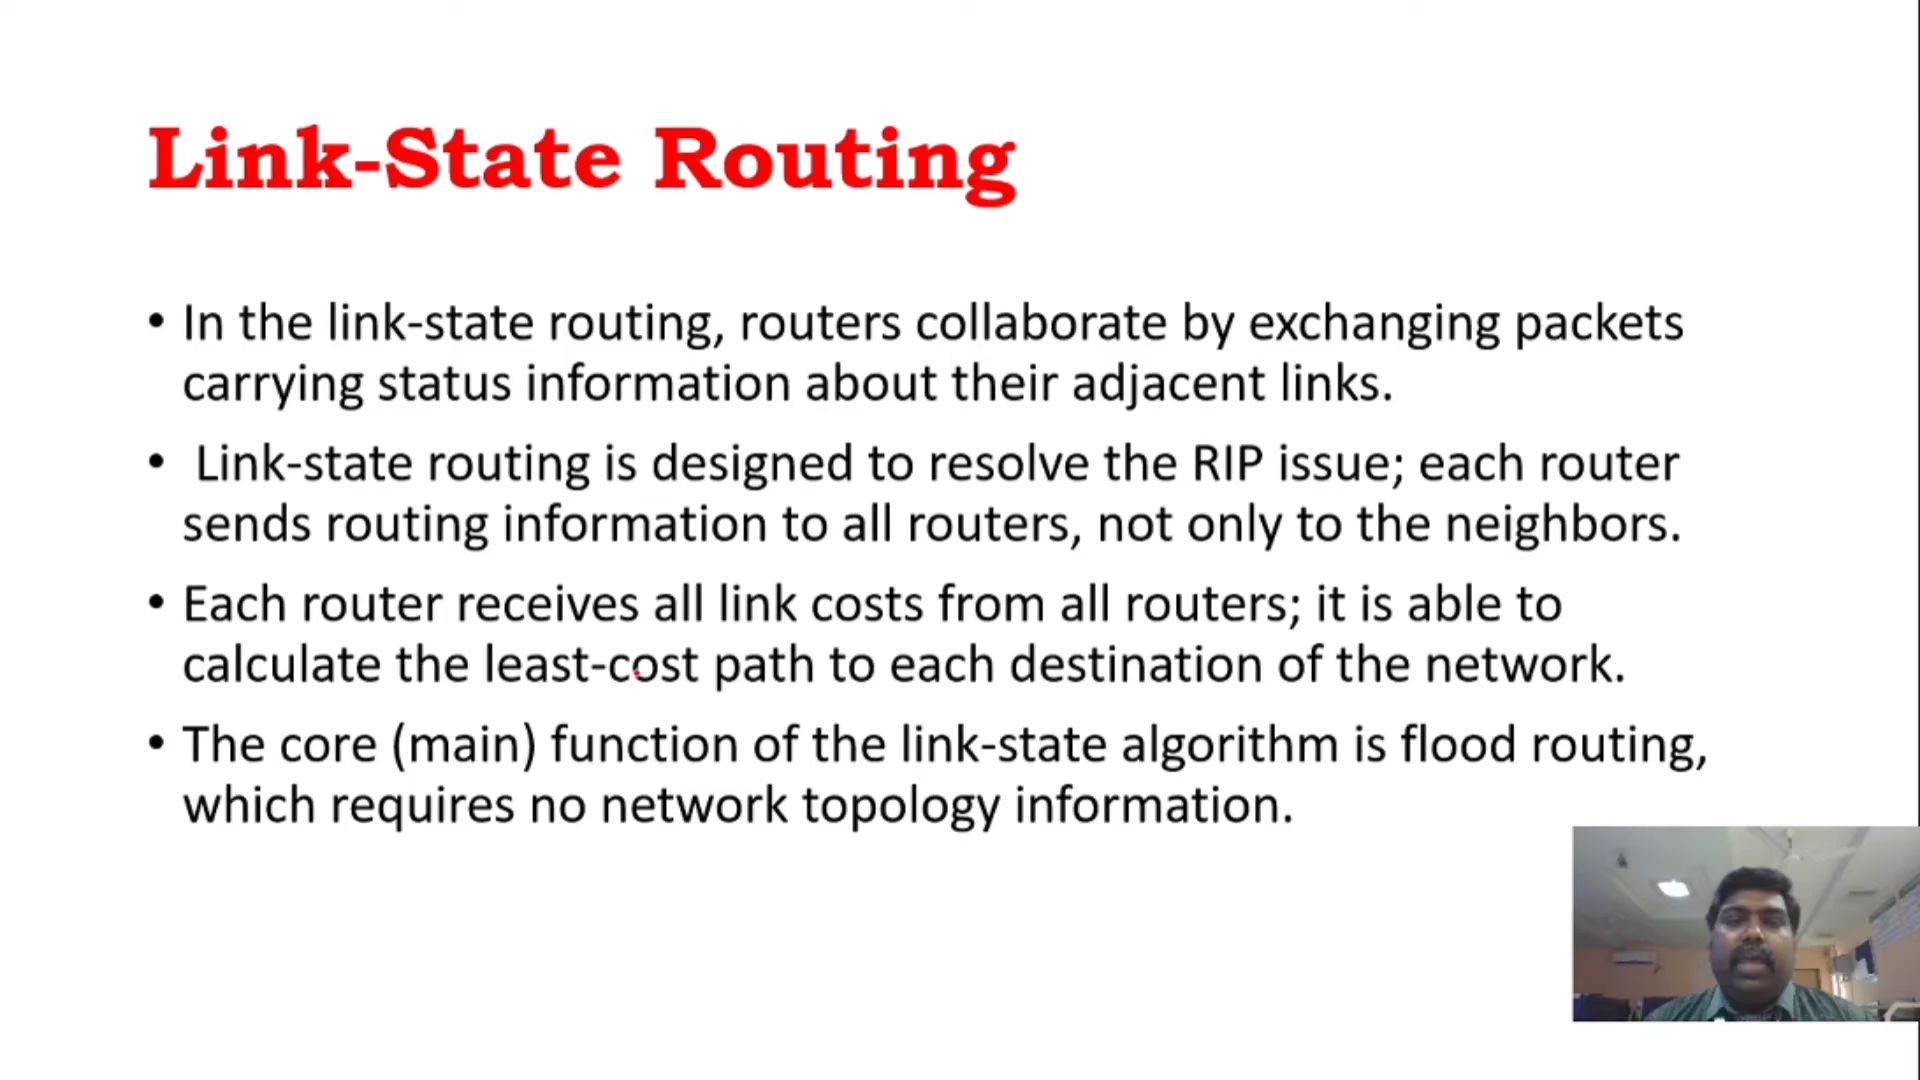 Link-State Routing
• In the link-state routing, routers collaborate by exchanging packets
carrying status information about their adjacent links.
• Link-state routing is designed to resolve the RIP issue; each router
sends routing information to all routers, not only to the neighbors.
• Each router receives all link costs from all routers; it is able to
calculate the least-cost path to each destination of the network.
• The core (main) function of the link-state algorithm is flood routing,
which requires no network topology information.